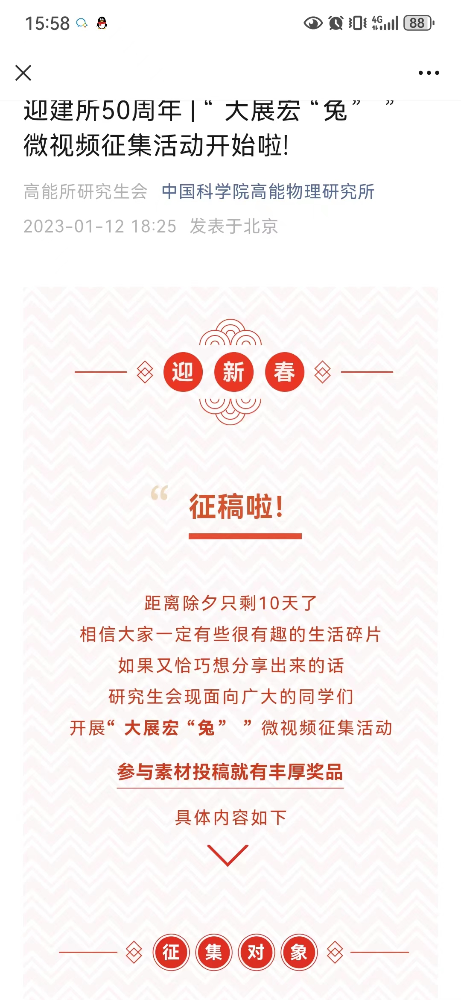 15:58
4G
88
迎建所50周年 | “ 大展宏 “兔” ”
微视频征集活动开始啦!
高能所研究生会 中国科学院高能物理研究所
2023-01-12 18:25 发表于北京
迎新春
“ 征稿啦!
距离除夕只剩10天了
相信大家一定有些很有趣的生活碎片
如果又恰巧想分享出来的话
研究生会现面向广大的同学们
开展“ 大展宏 “兔” ” 微视频征集活动
参与素材投稿就有丰厚奖品
具体内容如下
征集对象